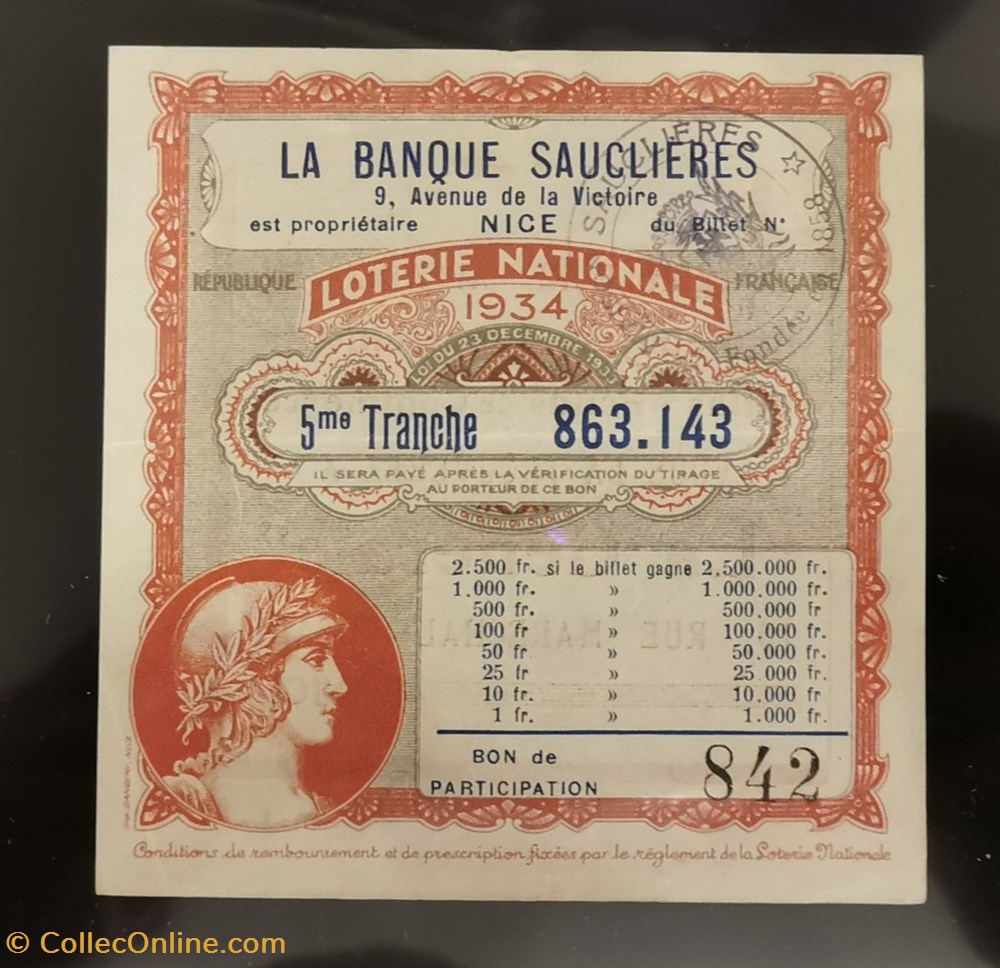 LA BANQUE SAUCLIÈRES
9, Avenue de la Victoire
est propriétaire NICE du Billet N°
SAUCLIÈRES ☆ Fondée 1858
RÉPUBLIQUE FRANÇAISE
LOTERIE NATIONALE
1934
DU 23 DECEMBRE 1933
5me Tranche 863.143
IL SERA PAYÉ APRÈS LA VÉRIFICATION DU TIRAGE
AU PORTEUR DE CE BON
2.500 fr. si le billet gagne 2,500.000 fr.
1.000 fr. » 1.000.000 fr.
500 fr. » 500.000 fr.
100 fr » 100.000 fr.
50 fr » 50.000 fr.
25 fr » 25.000 fr.
10 fr. » 10,000 fr
1 fr. » 1.000 fr.
RUE
BON de
PARTICIPATION 842
NICE
Conditions de remboursement et de prescription fixées par le règlement de la Loterie Nationale
© CollecOnline.com